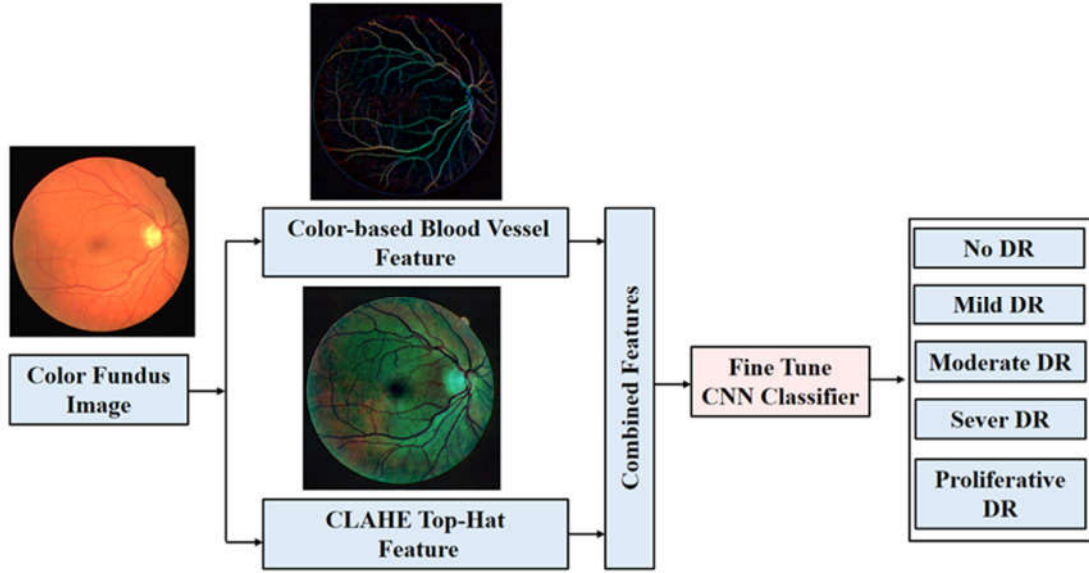 Color Fundus
Image
Color-based Blood Vessel
Feature
CLAHE Top-Hat
Feature
Combined Features
Fine Tune
CNN Classifier
No DR
Mild DR
Moderate DR
Sever DR
Proliferative
DR